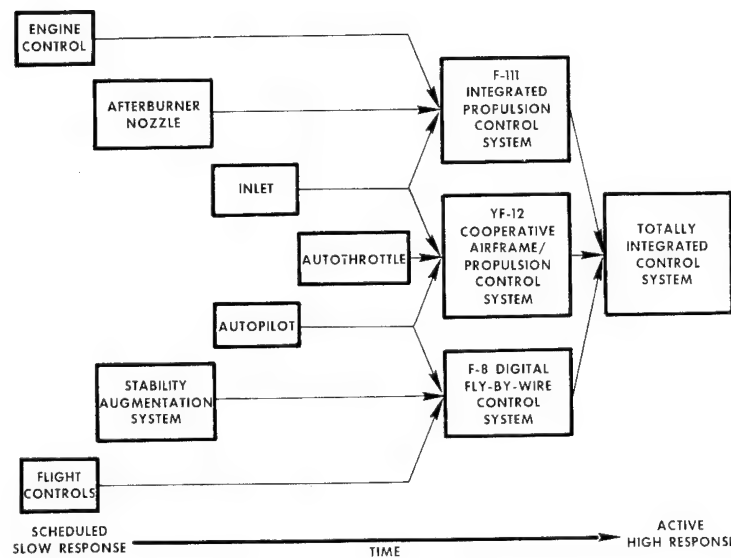 ENGINE
CONTROL
AFTERBURNER
NOZZLE
INLET
AUTOTHROTTLE
AUTOPILOT
STABILITY
AUGMENTATION
SYSTEM
FLIGHT
CONTROLS
F-111
INTEGRATED
PROPULSION
CONTROL
SYSTEM
YF-12
COOPERATIVE
AIRFRAME/
PROPULSION
CONTROL
SYSTEM
F-8 DIGITAL
FLY-BY-WIRE
CONTROL
SYSTEM
TOTALLY
INTEGRATED
CONTROL
SYSTEM
SCHEDULED
SLOW RESPONSE
TIME
ACTIVE
HIGH RESPONSE